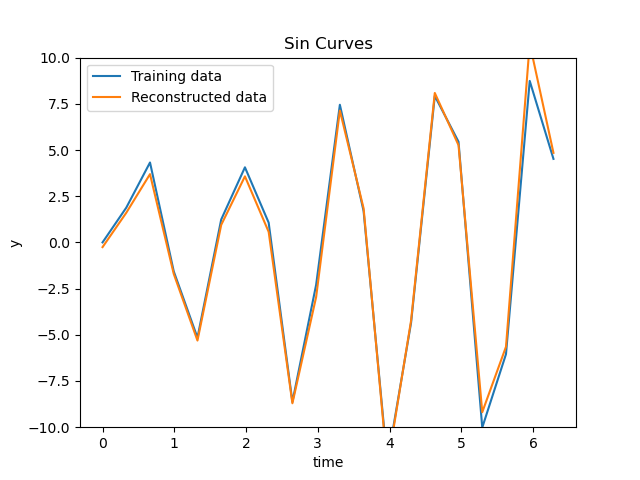 Sin Curves
Training data
Reconstructed data
10.0
7.5
5.0
2.5
0.0
−2.5
−5.0
−7.5
−10.0
y
0 1 2 3 4 5 6
time